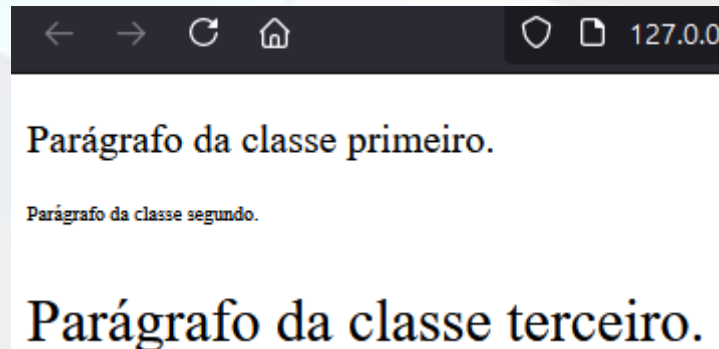 127.0.0
Parágrafo da classe primeiro.
Parágrafo da classe segundo.
Parágrafo da classe terceiro.